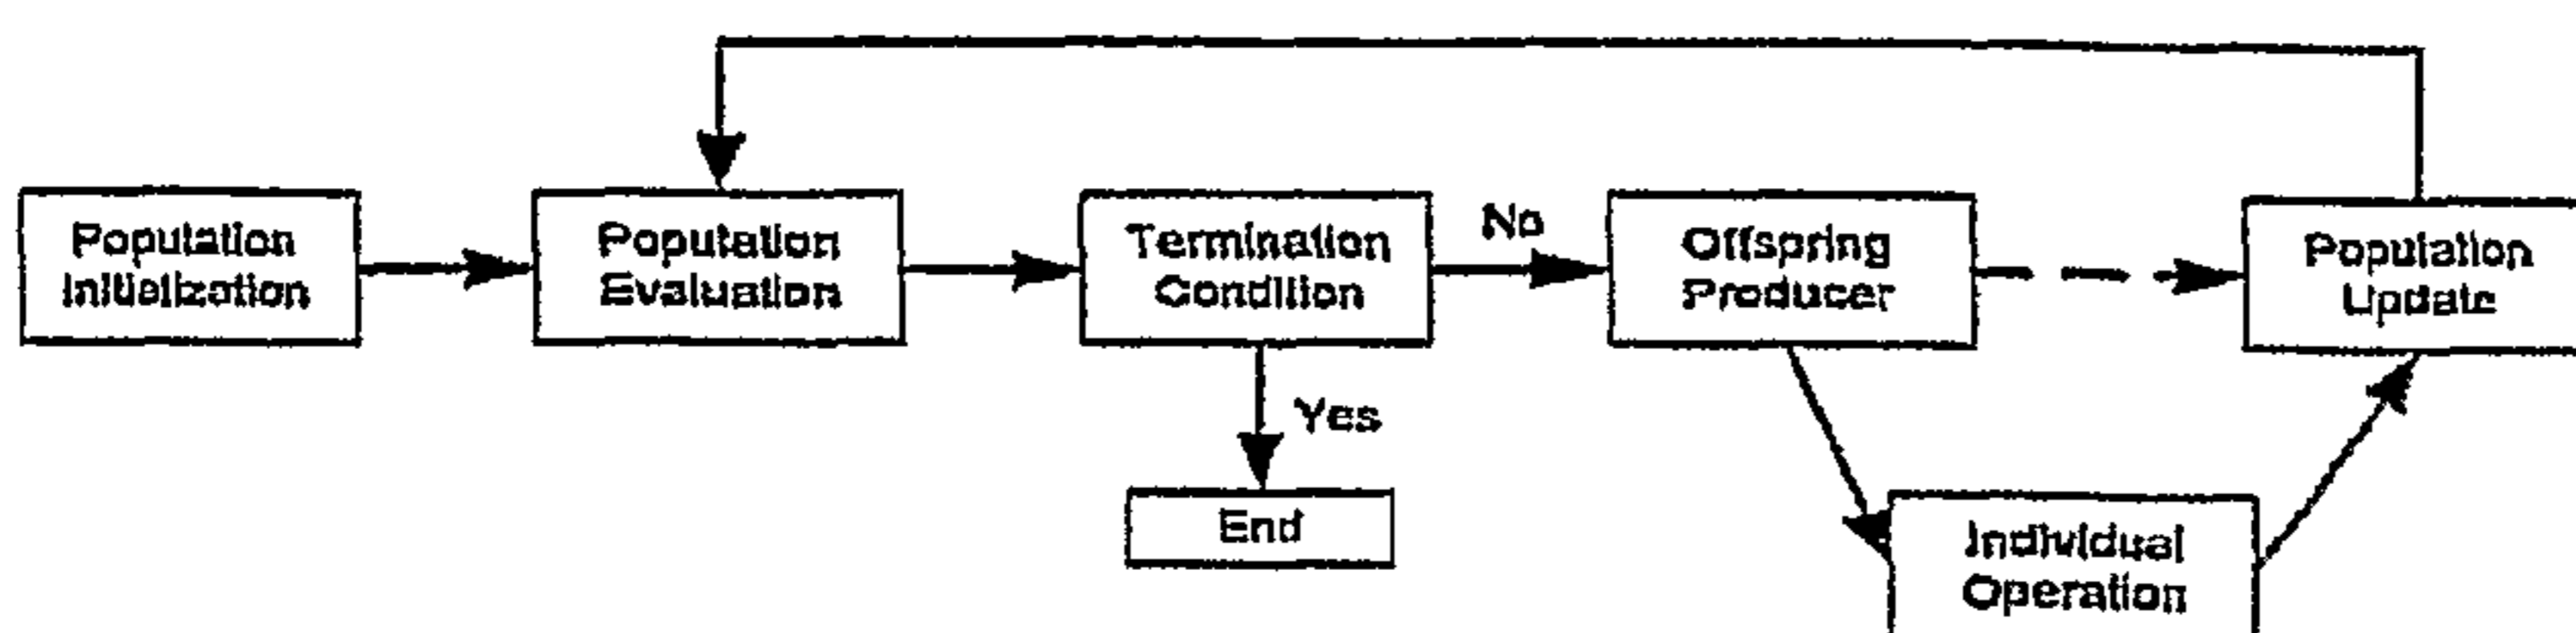 Population
Initialization
Population
Evaluation
Termination
Condition
No
Offspring
Producer
Population
Update
Yes
End
Individual
Operation